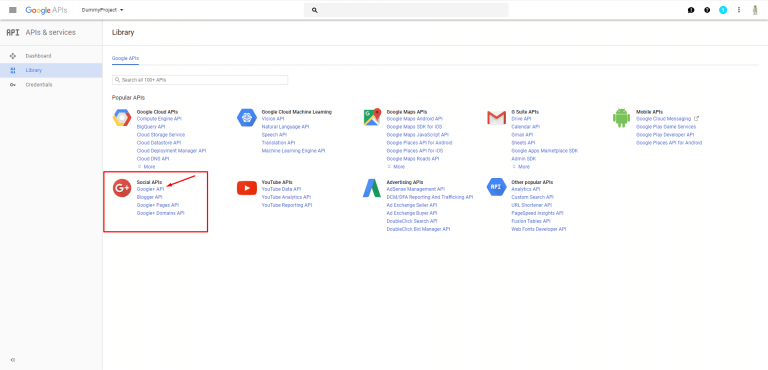 Google APIs
DummyProject
API APIs & services
Library
Dashboard
Library
Credentials
Google APIs
Search all 100+ APIs
Popular APIs
Google Cloud APIs
Compute Engine API
BigQuery API
Cloud Storage Service
Cloud Datastore API
Cloud Deployment Manager API
Cloud DNS API
More
Google Cloud Machine Learning
Vision API
Natural Language API
Speech API
Translation API
Machine Learning Engine API
Google Maps APIs
Google Maps Android API
Google Maps SDK for iOS
Google Maps JavaScript API
Google Places API for Android
Google Places API for iOS
Google Maps Roads API
More
G Suite APIs
Drive API
Calendar API
Gmail API
Sheets API
Google Apps Marketplace SDK
Admin SDK
More
Mobile APIs
Google Cloud Messaging
Google Play Game Services
Google Play Developer API
Google Places API for Android
Social APIs
Google+ API
Blogger API
Google+ Pages API
Google+ Domains API
YouTube APIs
YouTube Data API
YouTube Analytics API
YouTube Reporting API
Advertising APIs
AdSense Management API
DCM/DFA Reporting And Trafficking API
Ad Exchange Seller API
Ad Exchange Buyer API
DoubleClick Search API
DoubleClick Bid Manager API
API
Other popular APIs
Analytics API
Custom Search API
URL Shortener API
PageSpeed Insights API
Fusion Tables API
Web Fonts Developer API